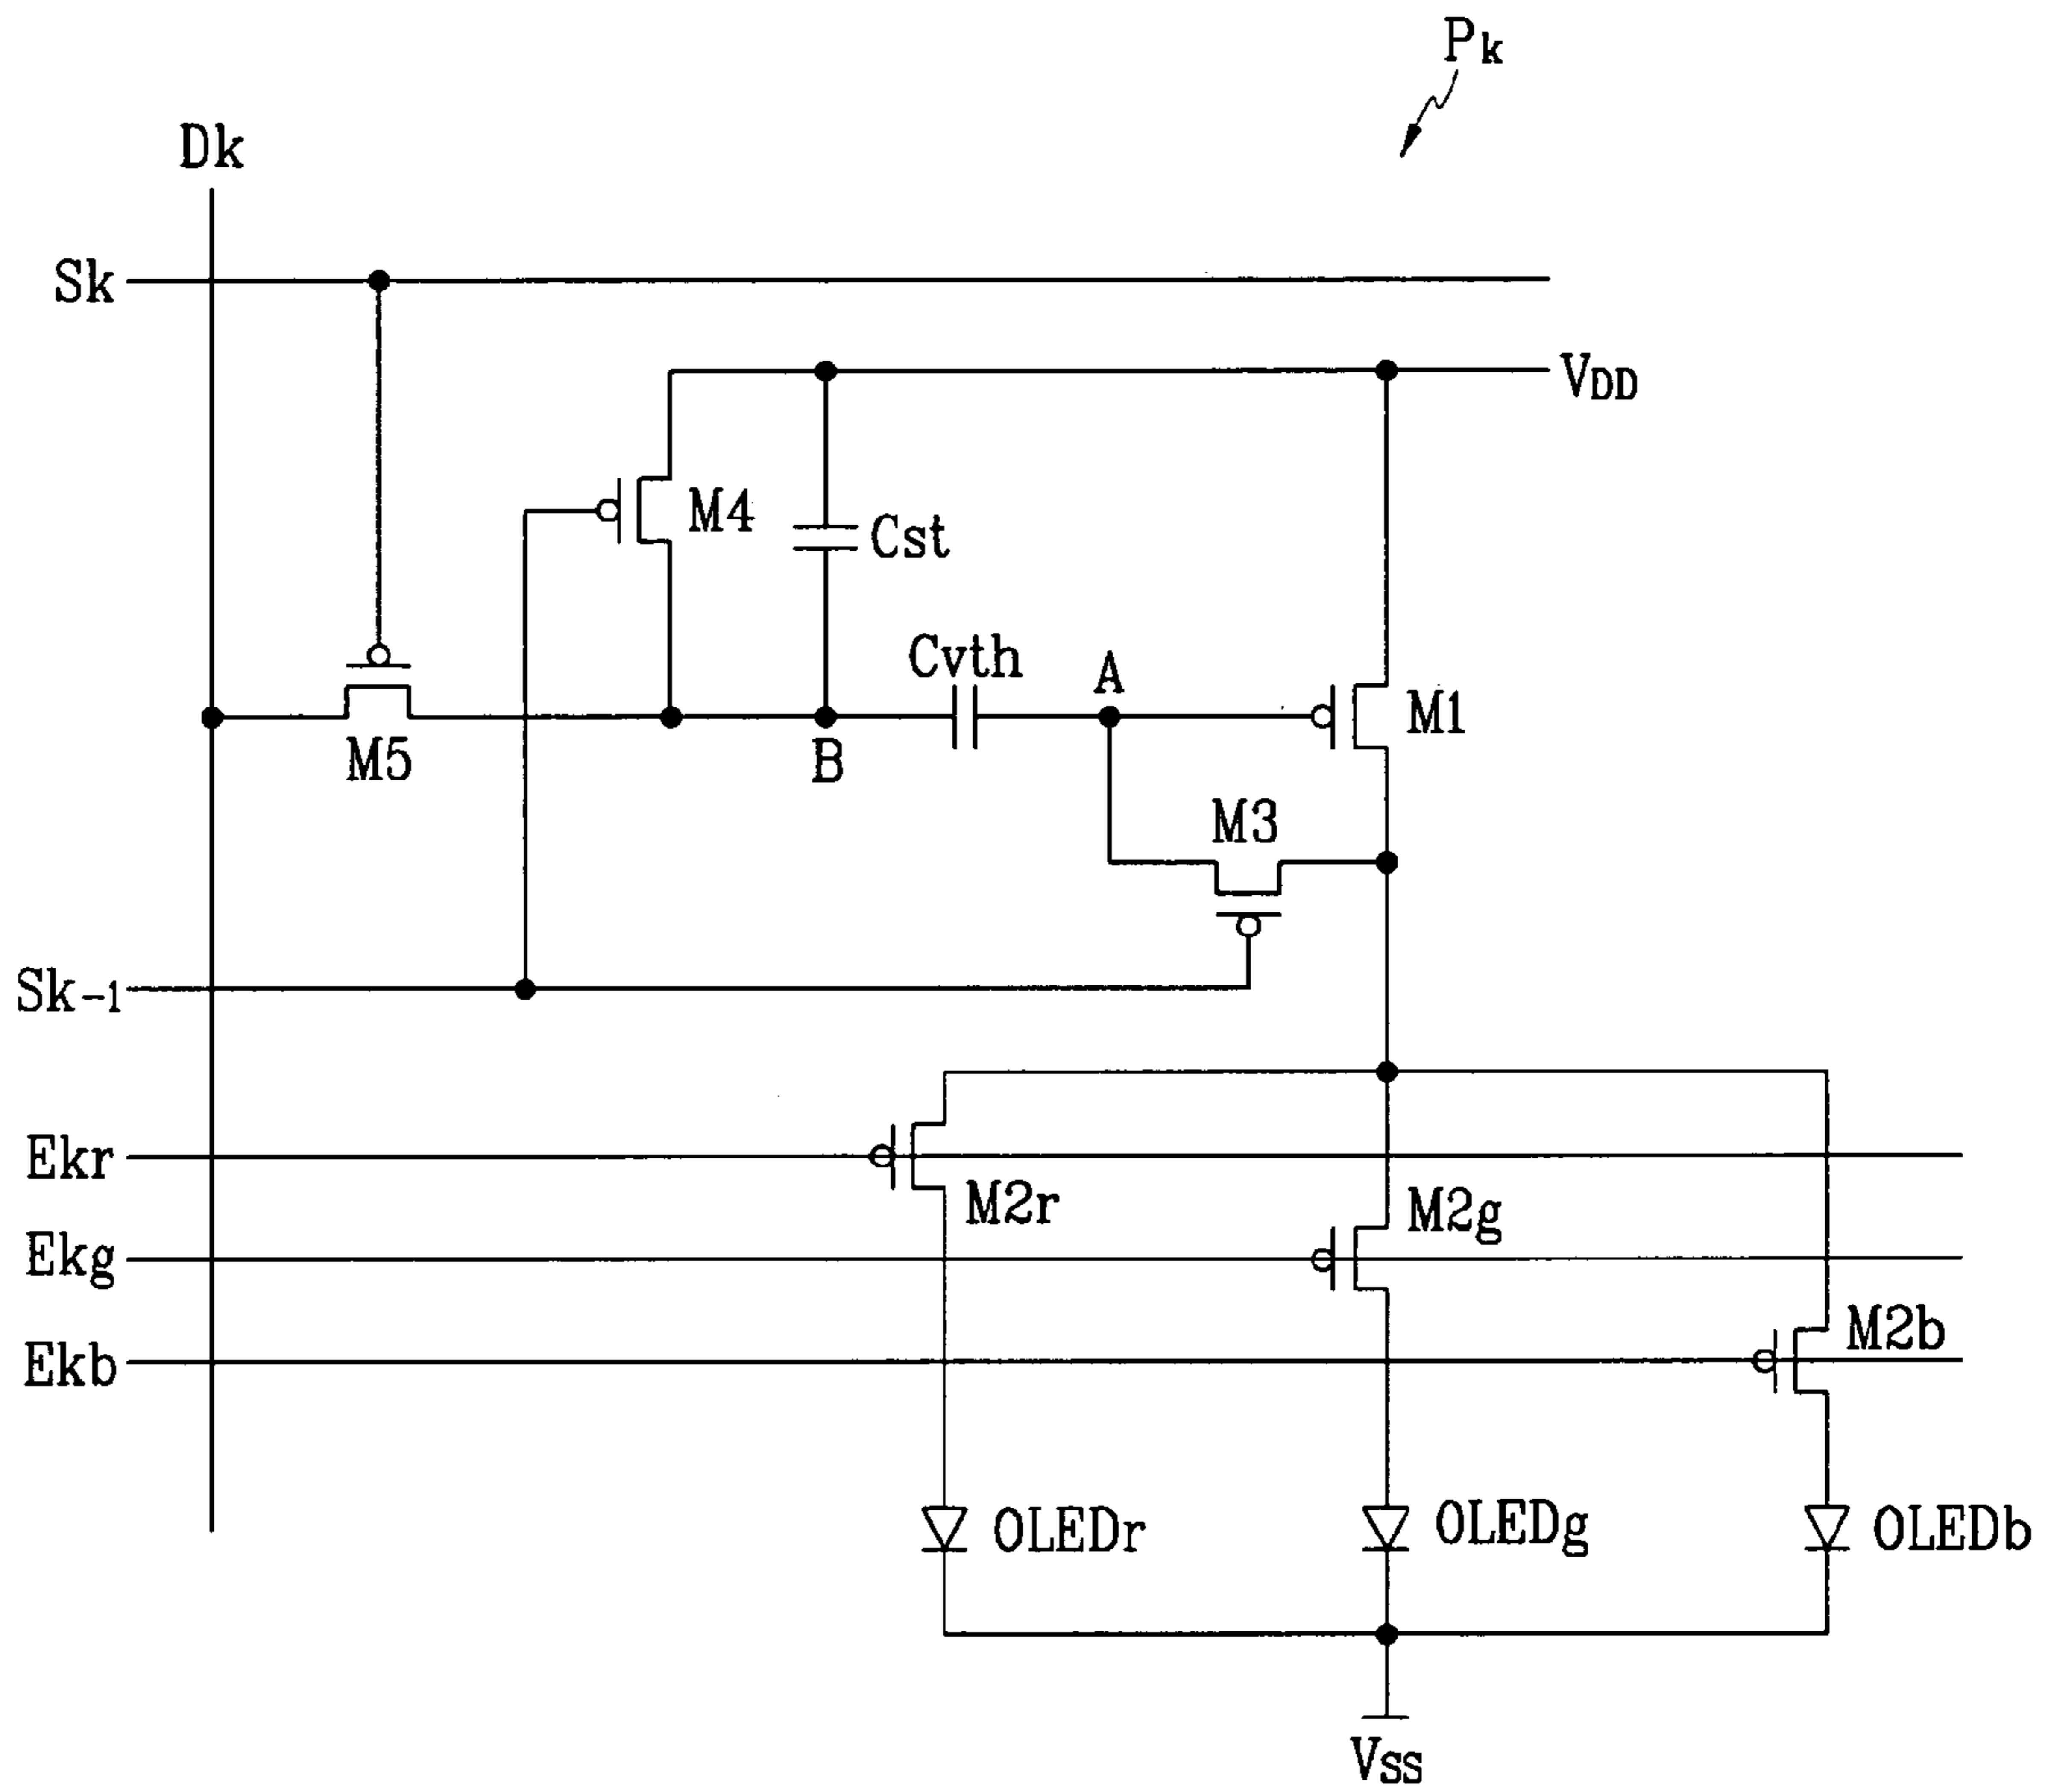 Pk
Dk
Sk
VDD
M4
Cst
Cvth
A
M1
M5
B
M3
Sk-1
Ekr
M2r
M2g
Ekg
M2b
Ekb
OLEDr
OLEDg
OLEDb
VSS